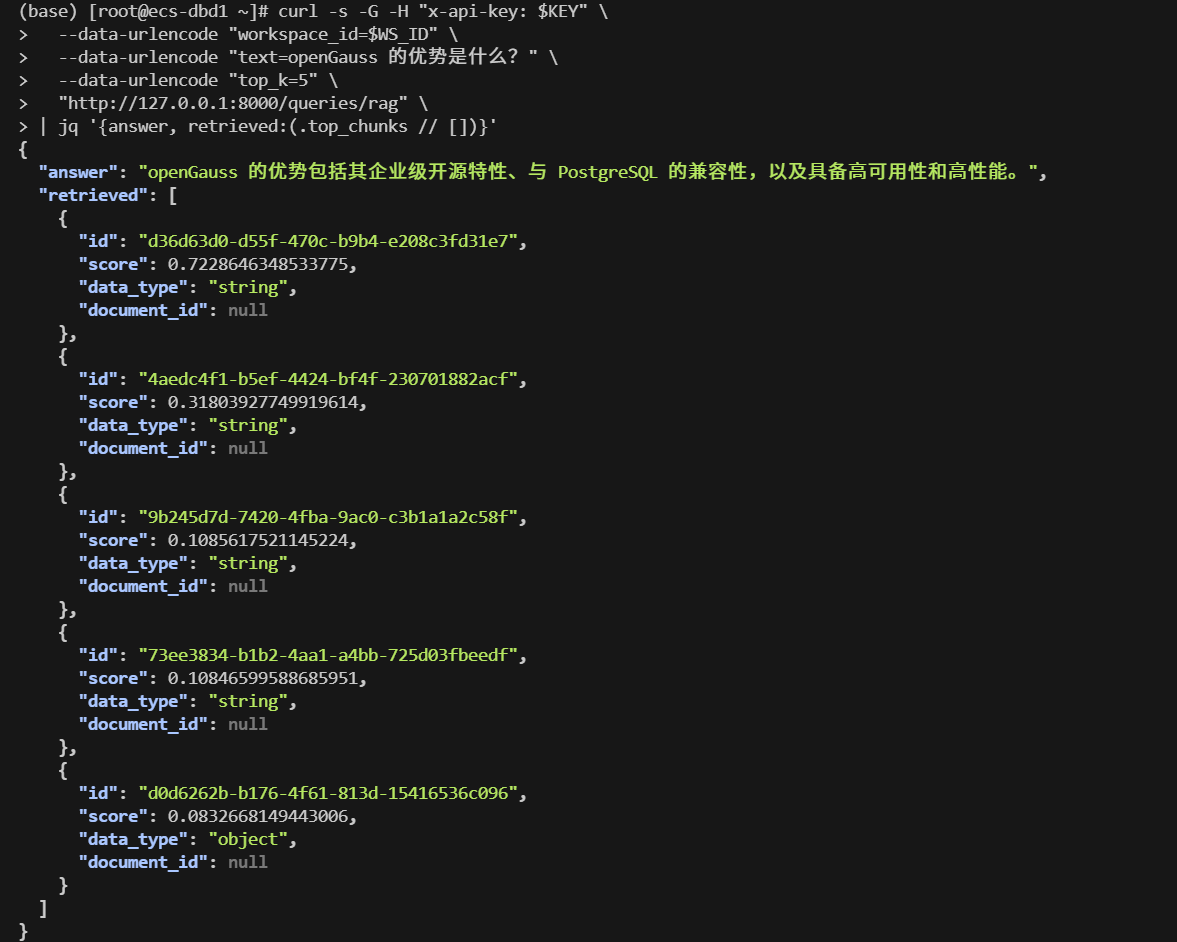 (base) [root@ecs-dbd1 ~]# curl -s -G -H "x-api-key: $KEY" \
>   --data-urlencode "workspace_id=$WS_ID" \
>   --data-urlencode "text=openGauss 的优势是什么？" \
>   --data-urlencode "top_k=5" \
>   "http://127.0.0.1:8000/queries/rag" \
> | jq '{answer, retrieved:(.top_chunks // [])}'
{
  "answer": "openGauss 的优势包括其企业级开源特性、与 PostgreSQL 的兼容性，以及具备高可用性和高性能。",
  "retrieved": [
    {
      "id": "d36d63d0-d55f-470c-b9b4-e208c3fd31e7",
      "score": 0.7228646348533775,
      "data_type": "string",
      "document_id": null
    },
    {
      "id": "4aedc4f1-b5ef-4424-bf4f-230701882acf",
      "score": 0.31803927749919614,
      "data_type": "string",
      "document_id": null
    },
    {
      "id": "9b245d7d-7420-4fba-9ac0-c3b1a1a2c58f",
      "score": 0.1085617521145224,
      "data_type": "string",
      "document_id": null
    },
    {
      "id": "73ee3834-b1b2-4aa1-a4bb-725d03fbeedf",
      "score": 0.10846599588685951,
      "data_type": "string",
      "document_id": null
    },
    {
      "id": "d0d6262b-b176-4f61-813d-15416536c096",
      "score": 0.0832668149443006,
      "data_type": "object",
      "document_id": null
    }
  ]
}